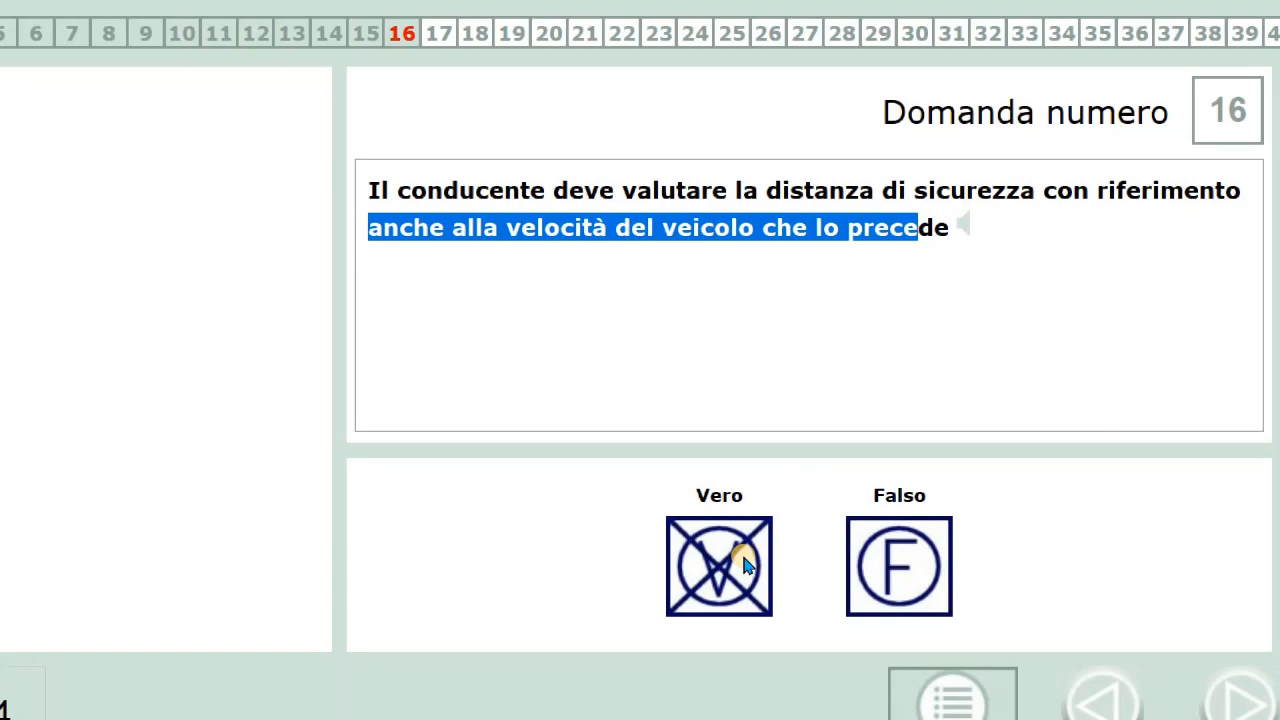 6 7 8 9 10 11 12 13 14 15 16 17 18 19 20 21 22 23 24 25 26 27 28 29 30 31 32 33 34 35 36 37 38 39
Domanda numero 16
Il conducente deve valutare la distanza di sicurezza con riferimento
anche alla velocità del veicolo che lo precede
Vero Falso
V F
1